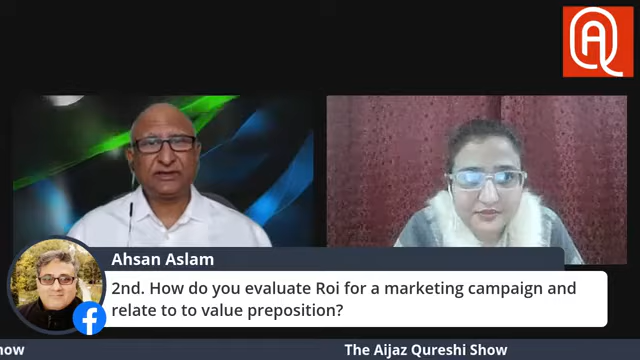 AQ
Ahsan Aslam
2nd. How do you evaluate Roi for a marketing campaign and
relate to to value preposition?
how
The Aijaz Qureshi Show